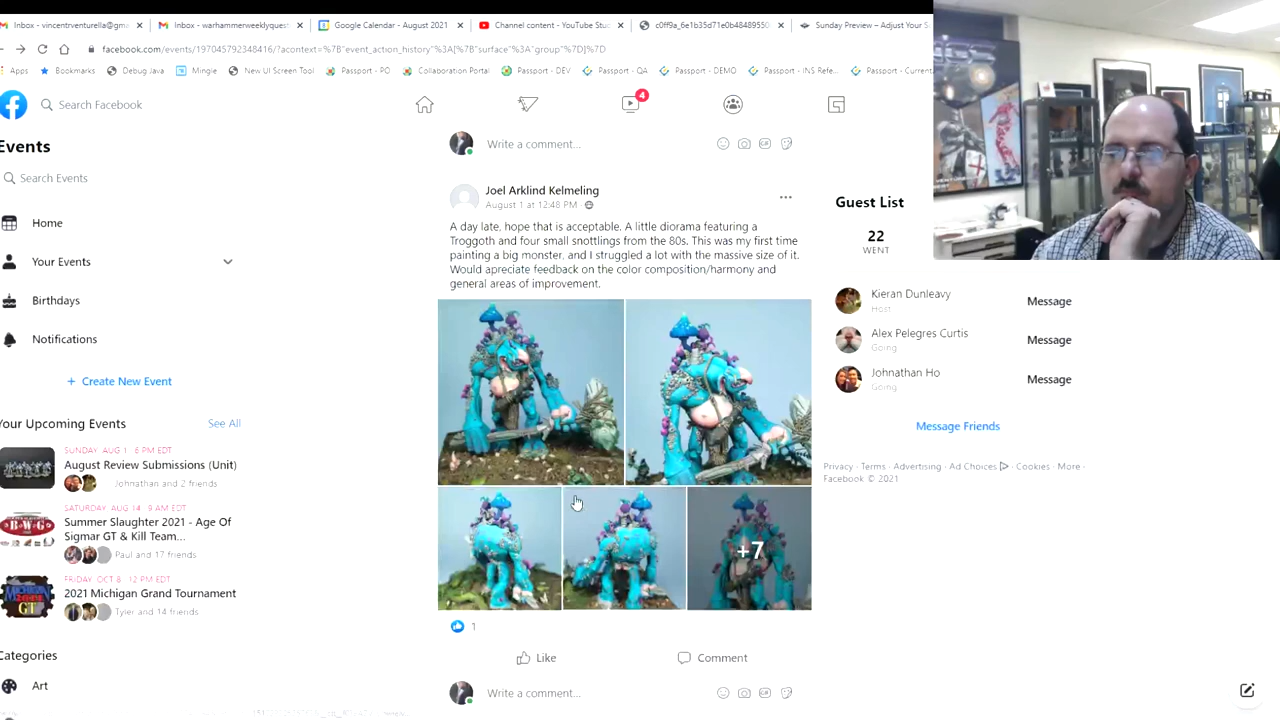 Inbox - vincentrventurella@gm
Inbox - warhammerweeklyques
Google Calendar - August 2021
Channel content - YouTube Stu
c0ff9a_6e1b35d71e0b48489550
Sunday Preview – Adjust Your S
facebook.com/events/197045792348416/?acontext=%7B"event_action_history"%3A[%7B"surface"%3A"group"%7D]%7D
Apps
Bookmarks
Debug Java
Mingle
New UI Screen Tool
Passport - PO
Collaboration Portal
Passport - DEV
Passport - QA
Passport - DEMO
Passport - INS Refe...
Passport - Current
Search Facebook
4
Events
Search Events
Home
Your Events
Birthdays
Notifications
+ Create New Event
Your Upcoming Events
See All
SUNDAY, AUG 1 · 6 PM EDT
August Review Submissions (Unit)
Johnathan and 2 friends
SATURDAY, AUG 14 · 9 AM EDT
Summer Slaughter 2021 - Age Of
Sigmar GT & Kill Team...
Paul and 17 friends
FRIDAY, OCT 8 · 12 PM EDT
2021 Michigan Grand Tournament
Tyler and 14 friends
Categories
Art
Write a comment...
Joel Arklind Kelmeling
August 1 at 12:48 PM
A day late, hope that is acceptable. A little diorama featuring a
Troggoth and four small snottlings from the 80s. This was my first time
painting a big monster, and I struggled a lot with the massive size of it.
Would apreciate feedback on the color composition/harmony and
general areas of improvement.
+7
1
Like
Comment
Write a comment...
Guest List
22
WENT
Kieran Dunleavy
Host
Message
Alex Pelegres Curtis
Going
Message
Johnathan Ho
Going
Message
Message Friends
Privacy · Terms · Advertising · Ad Choices · Cookies · More ·
Facebook © 2021